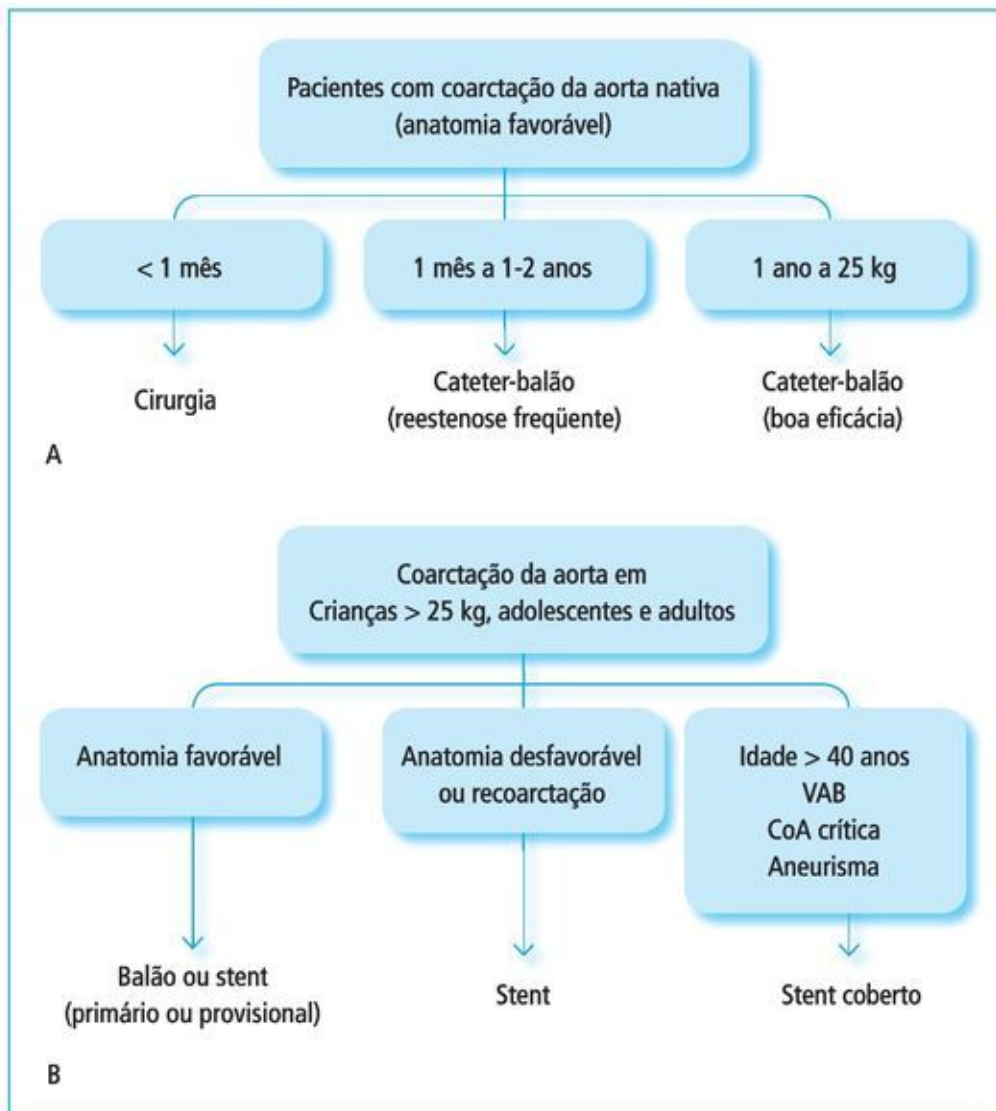 Pacientes com coarctação da aorta nativa
(anatomia favorável)
< 1 mês
1 mês a 1-2 anos
1 ano a 25 kg
Cirurgia
Cateter-balão
(reestenose freqüente)
Cateter-balão
(boa eficácia)
A
Coarctação da aorta em
Crianças > 25 kg, adolescentes e adultos
Anatomia favorável
Anatomia desfavorável
ou recoarctação
Idade > 40 anos
VAB
CoA crítica
Aneurisma
Balão ou stent
(primário ou provisional)
Stent
Stent coberto
B